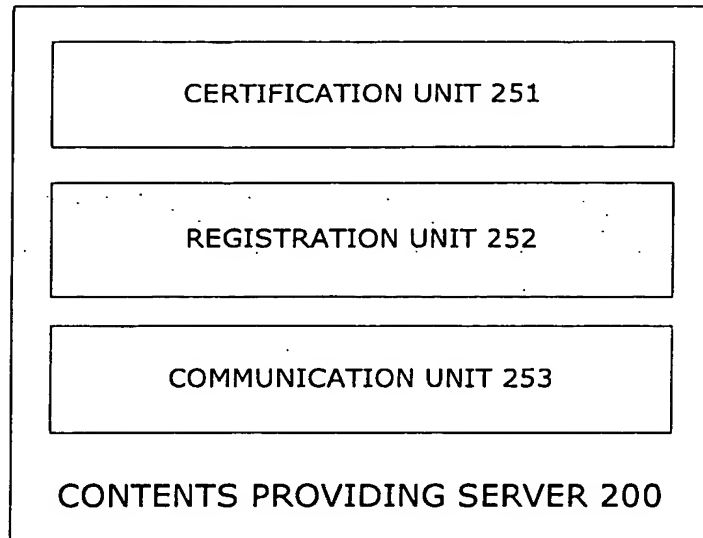 CERTIFICATION UNIT 251
REGISTRATION UNIT 252
COMMUNICATION UNIT 253
CONTENTS PROVIDING SERVER 200